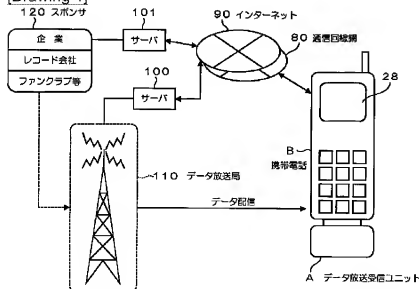 [Drawing 1]
120 スポンサ
101
90 インターネット
企業
サーバ
80 通信回線網
レコード会社
ファンクラブ等
100
サーバ
28
B
携帯電話
110 データ放送局
データ配信
A データ放送受信ユニット